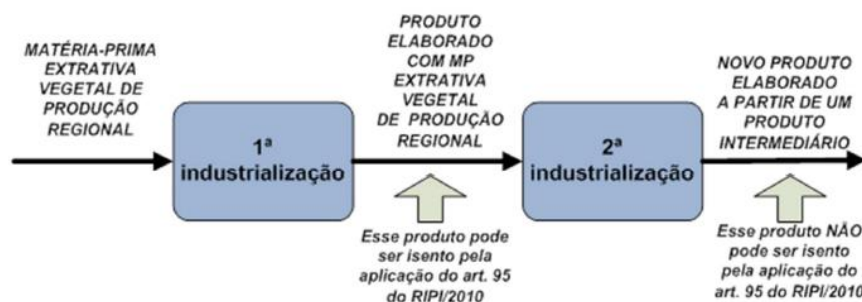 MATÉRIA-PRIMA
EXTRATIVA
VEGETAL DE
PRODUÇÃO
REGIONAL
1ª
industrialização
PRODUTO
ELABORADO
COM MP
EXTRATIVA
VEGETAL
DE PRODUÇÃO
REGIONAL
Esse produto pode
ser isento pela
aplicação do art. 95
do RIPI/2010
2ª
industrialização
NOVO PRODUTO
ELABORADO
A PARTIR DE UM
PRODUTO
INTERMEDIÁRIO
Esse produto NÃO
pode ser isento
pela aplicação do
art. 95 do RIPI/2010